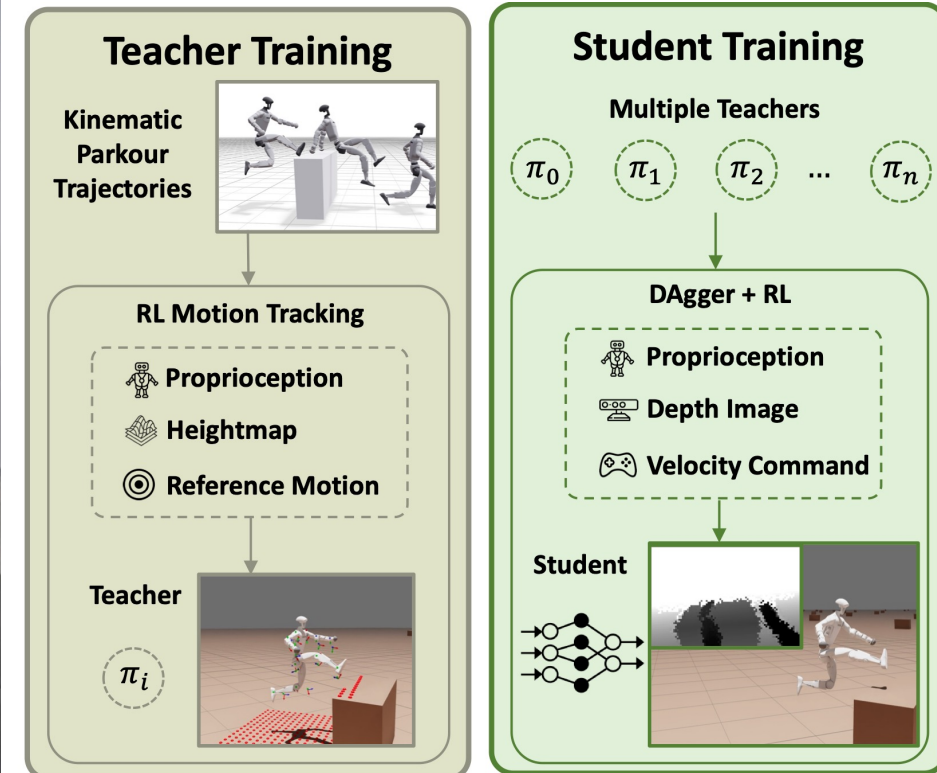 Teacher Training
Kinematic
Parkour
Trajectories
RL Motion Tracking
Proprioception
Heightmap
Reference Motion
Teacher
πᵢ
Student Training
Multiple Teachers
π₀ π₁ π₂ ... πₙ
DAgger + RL
Proprioception
Depth Image
Velocity Command
Student